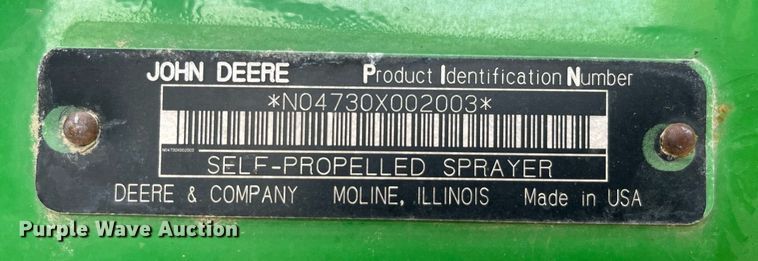 JOHN DEERE Product Identification Number
*N04730X002003*
N04730X002003
SELF-PROPELLED SPRAYER
DEERE & COMPANY MOLINE, ILLINOIS Made in USA
Purple Wave Auction